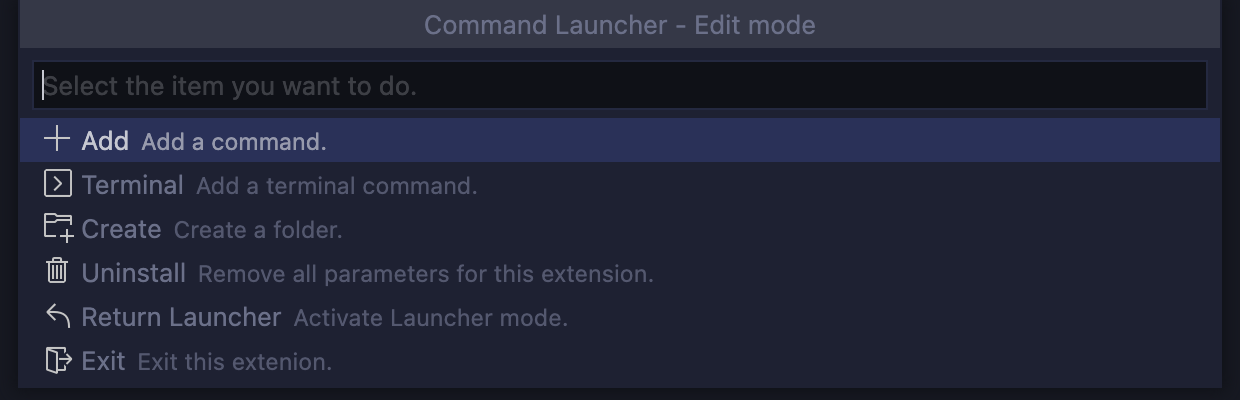 Command Launcher - Edit mode
Select the item you want to do.
Add Add a command.
Terminal Add a terminal command.
Create Create a folder.
Uninstall Remove all parameters for this extension.
Return Launcher Activate Launcher mode.
Exit Exit this extenion.